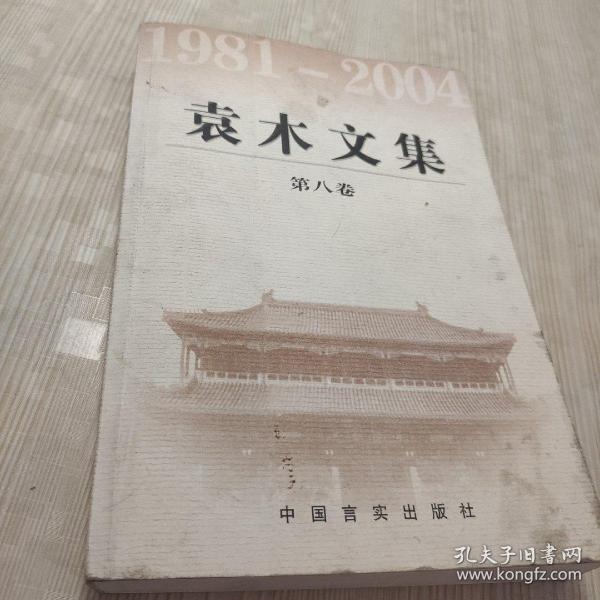 1981-2004
袁木文集
第八卷
中国言实出版社
孔夫子旧书网
www.kongfz.com